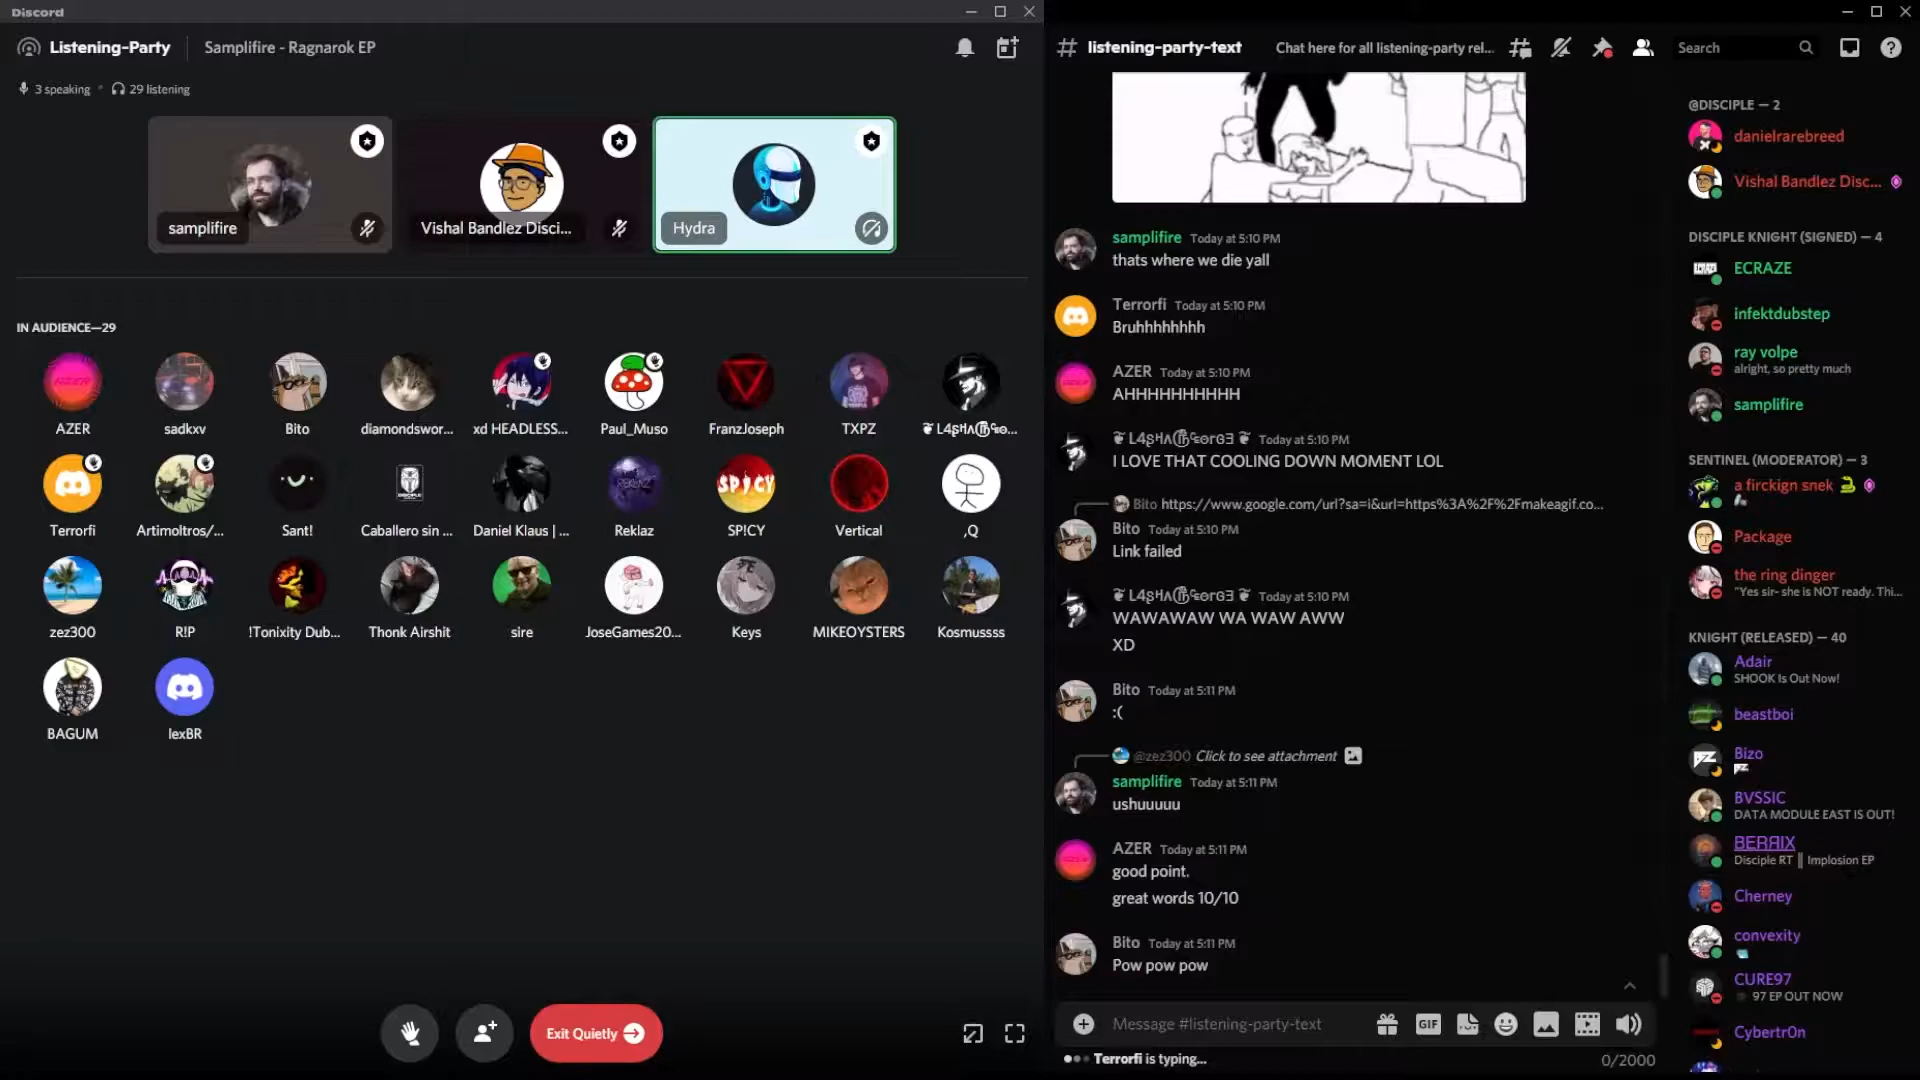 Discord
Listening-Party
Samplifire - Ragnarok EP
3 speaking • 29 listening
samplifire
Vishal Bandlez Disci...
Hydra
IN AUDIENCE—29
AZER
sadkxv
Bito
diamondswor...
xd HEADLESS...
Paul_Muso
FranzJoseph
TXPZ
Terrorfi
Artimoltros/...
Sant!
Caballero sin ...
Daniel Klaus | ...
Reklaz
SP!CY
Vertical
,Q
zez300
R!P
!Tonixity Dub...
Thonk Airshit
sire
JoseGames20...
Keys
MIKEOYSTERS
Kosmussss
BAGUM
lexBR
Exit Quietly
# listening-party-text
Chat here for all listening-party rel...
Search
samplifire Today at 5:10 PM
thats where we die yall
Terrorfi Today at 5:10 PM
Bruhhhhhhhh
AZER Today at 5:10 PM
AHHHHHHHHHH
Today at 5:10 PM
I LOVE THAT COOLING DOWN MOMENT LOL
Bito https://www.google.com/url?sa=i&url=https%3A%2F%2Fmakeagif.co...
Bito Today at 5:10 PM
Link failed
Today at 5:10 PM
WAWAWAW WA WAW AWW
XD
Bito Today at 5:11 PM
:(
@zez300 Click to see attachment
samplifire Today at 5:11 PM
ushuuuuu
AZER Today at 5:11 PM
good point.
great words 10/10
Bito Today at 5:11 PM
Pow pow pow
Message #listening-party-text
GIF
Terrorfi is typing...
0/2000
@DISCIPLE — 2
danielrarebreed
Vishal Bandlez Disc...
DISCIPLE KNIGHT (SIGNED) — 4
ECRAZE
infektdubstep
ray volpe
alright, so pretty much
samplifire
SENTINEL (MODERATOR) — 3
a firckign snek
Package
the ring dinger
"Yes sir- she is NOT ready. Thi...
KNIGHT (RELEASED) — 40
Adair
SHOOK Is Out Now!
beastboi
Bizo
BVSSIC
DATA MODULE EAST IS OUT!
BERЯIX
Disciple RT ║ Implosion EP
Cherney
convexity
CURE97
97 EP OUT NOW
Cybertr0n